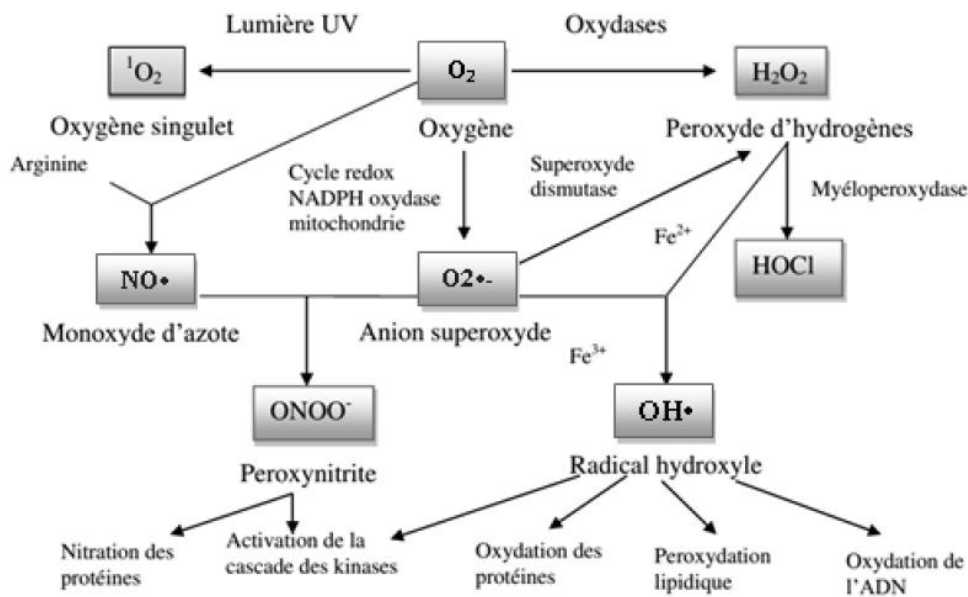 Lumière UV
Oxydases
¹O₂
O₂
H₂O₂
Oxygène singulet
Oxygène
Peroxyde d'hydrogènes
Arginine
Cycle redox
NADPH oxydase
mitochondrie
Superoxyde
dismutase
Myéloperoxydase
Fe²⁺
NO•
O2•-
HOCl
Monoxyde d'azote
Anion superoxyde
Fe³⁺
ONOO⁻
OH•
Peroxynitrite
Radical hydroxyle
Nitration des
protéines
Activation de la
cascade des kinases
Oxydation des
protéines
Peroxydation
lipidique
Oxydation de
l'ADN